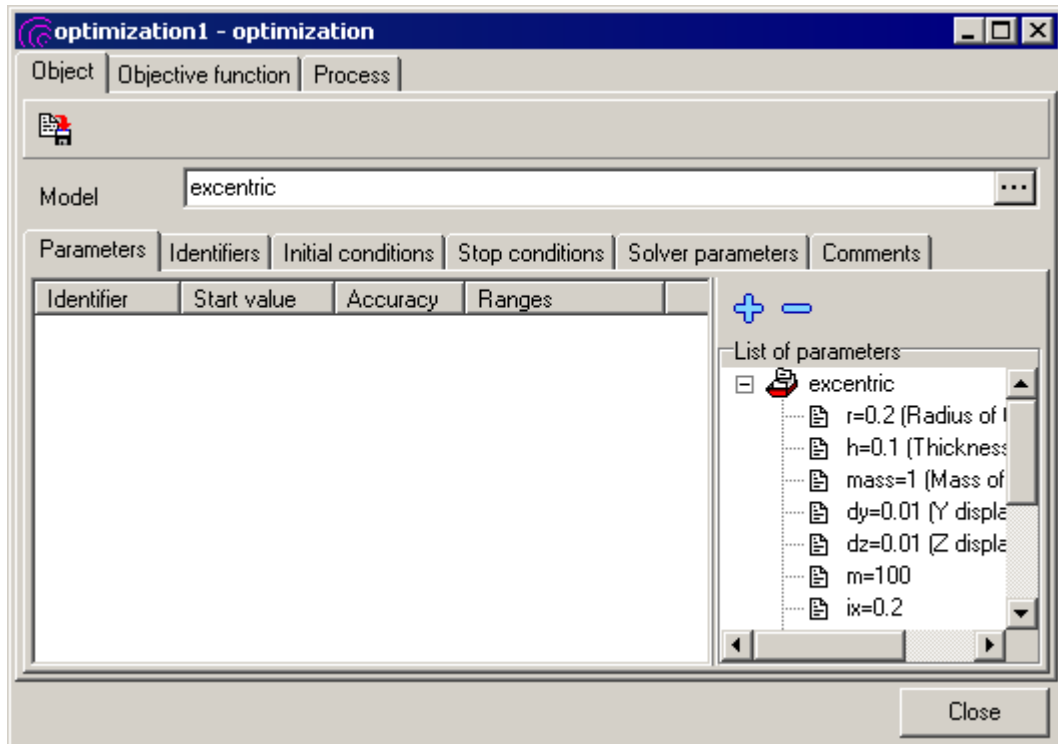 optimization1 - optimization
Object Objective function Process
Model excentric ...
Parameters Identifiers Initial conditions Stop conditions Solver parameters Comments
Identifier Start value Accuracy Ranges
List of parameters
excentric
r=0.2 (Radius of
h=0.1 (Thickness
mass=1 (Mass of
dy=0.01 (Y displa
dz=0.01 (Z displa
m=100
ix=0.2
Close